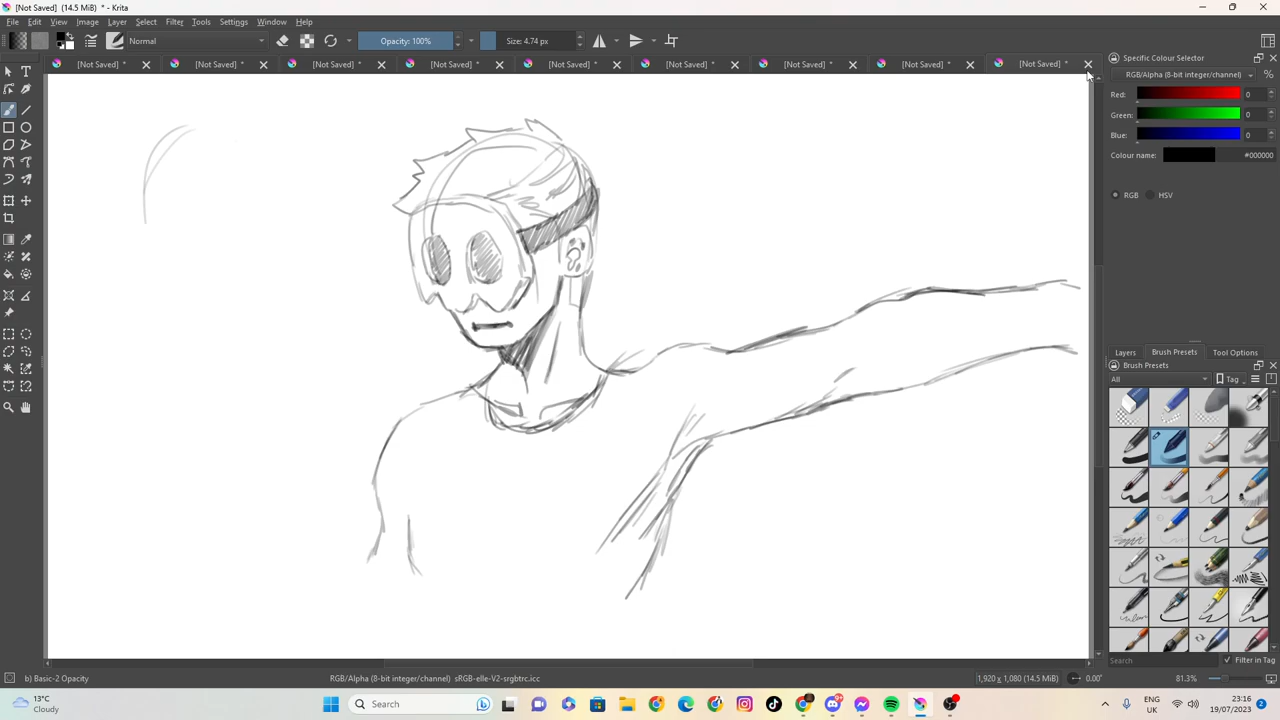 [Not Saved]  (14.5 MiB)  * - Krita
File Edit View Image Layer Select Filter Tools Settings Window Help
Normal Opacity: 100% Size: 4.74 px
[Not Saved] * [Not Saved] * [Not Saved] * [Not Saved] * [Not Saved] * [Not Saved] * [Not Saved] * [Not Saved] * [Not Saved] *
Specific Colour Selector
RGB/Alpha (8-bit integer/channel) %
Red: 0
Green: 0
Blue: 0
Colour name: #000000
RGB HSV
Layers Brush Presets Tool Options
Brush Presets
All Tag
Search Filter in Tag
b) Basic-2 Opacity RGB/Alpha (8-bit integer/channel)  sRGB-elle-V2-srgbtrc.icc 1,920 x 1,080 (14.5 MiB) 0.00° 81.3%
13°C
Cloudy
Search
ENG
UK
23:16
19/07/2023